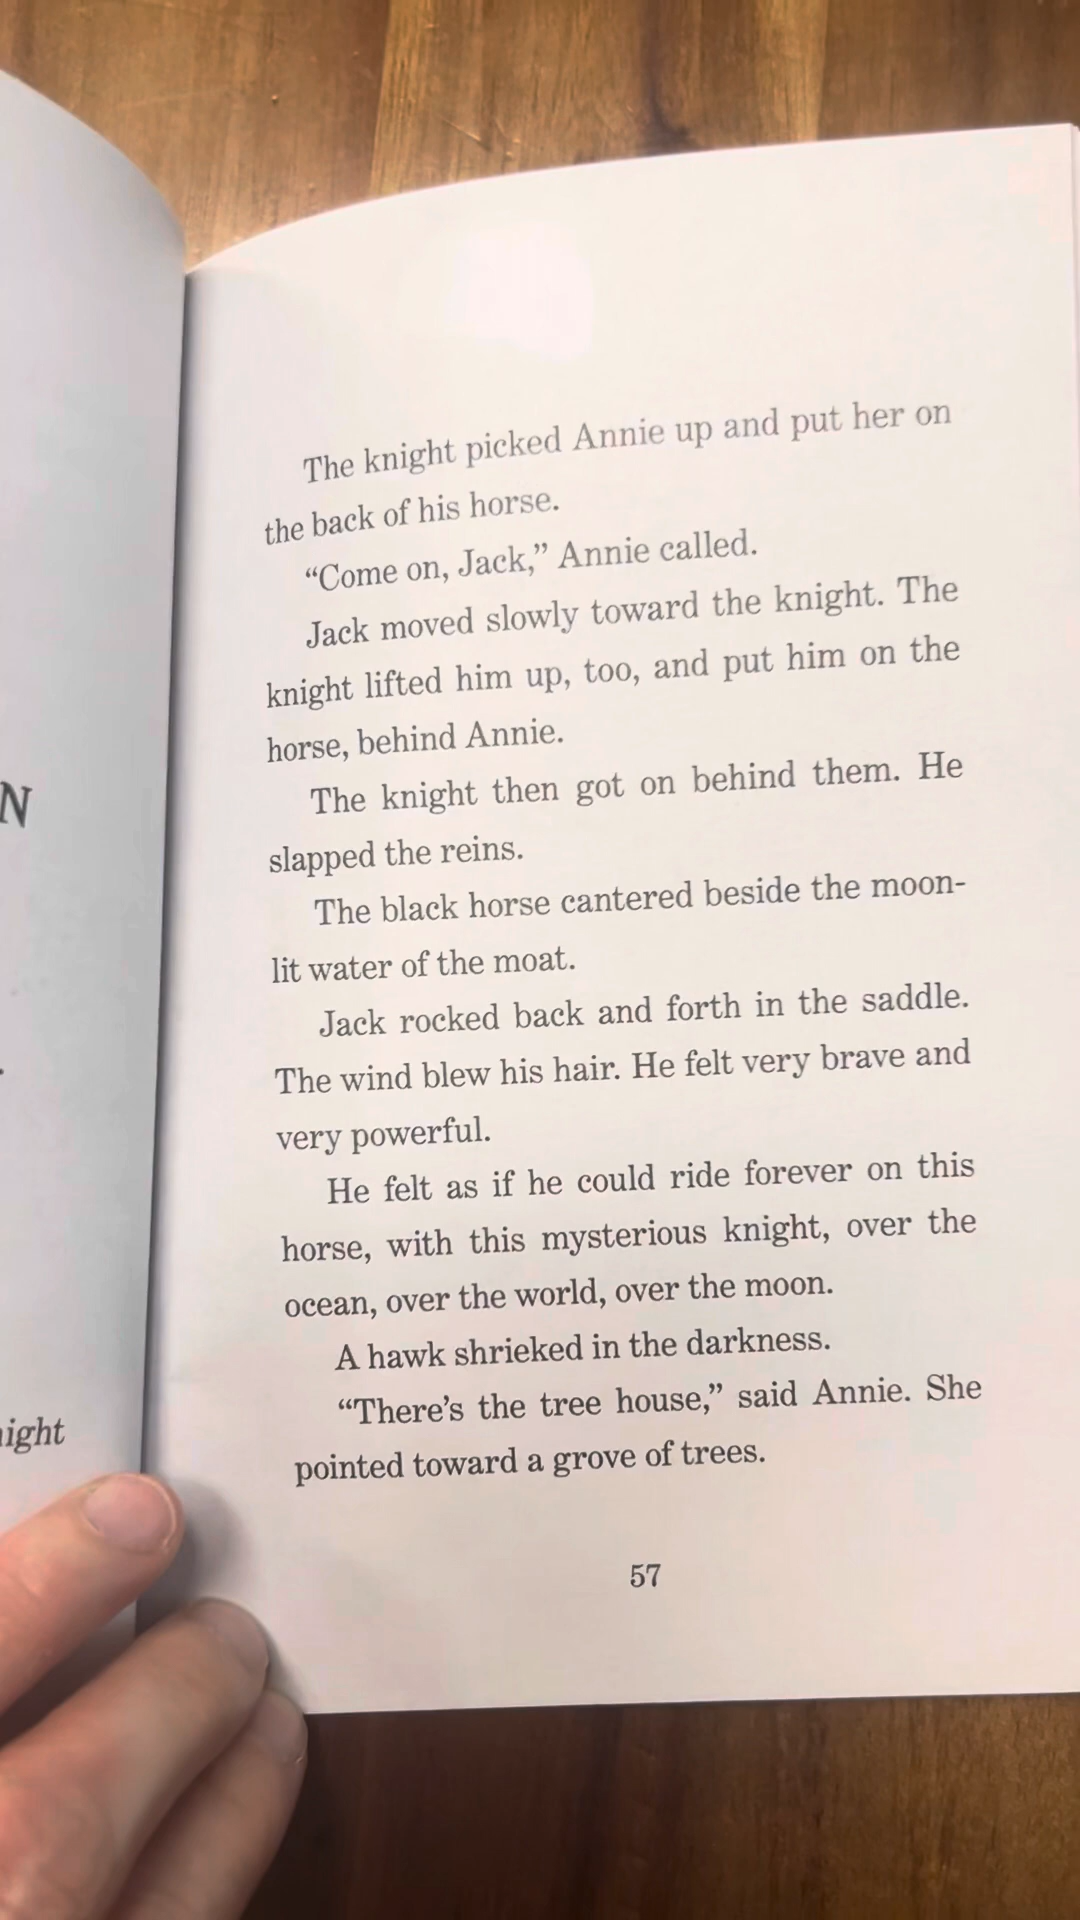 N
ight
The knight picked Annie up and put her on
the back of his horse.
“Come on, Jack,” Annie called.
Jack moved slowly toward the knight. The
knight lifted him up, too, and put him on the
horse, behind Annie.
The knight then got on behind them. He
slapped the reins.
The black horse cantered beside the moon-
lit water of the moat.
Jack rocked back and forth in the saddle.
The wind blew his hair. He felt very brave and
very powerful.
He felt as if he could ride forever on this
horse, with this mysterious knight, over the
ocean, over the world, over the moon.
A hawk shrieked in the darkness.
“There’s the tree house,” said Annie. She
pointed toward a grove of trees.
57